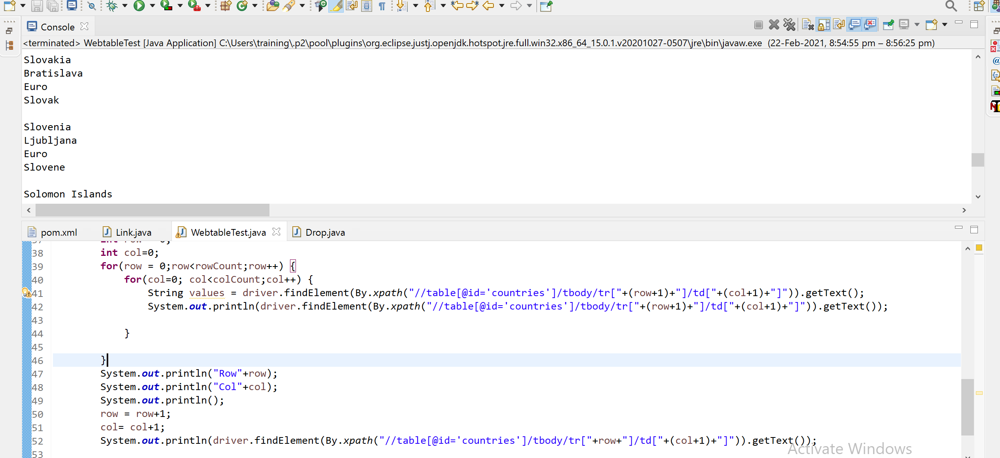 Console
<terminated> WebtableTest [Java Application] C:\Users\training\.p2\pool\plugins\org.eclipse.justj.openjdk.hotspot.jre.full.win32.x86_64_15.0.1.v20201027-0507\jre\bin\javaw.exe (22-Feb-2021, 8:54:55 pm – 8:56:25 pm)
Slovakia
Bratislava
Euro
Slovak
Slovenia
Ljubljana
Euro
Slovene
Solomon Islands
pom.xml Link.java WebtableTest.java Drop.java
38 int col=0;
39 for(row = 0;row<rowCount;row++) {
40 for(col=0; col<colCount;col++) {
41 String values = driver.findElement(By.xpath("//table[@id='countries']/tbody/tr["+(row+1)+"]/td["+(col+1)+"]")).getText();
42 System.out.println(driver.findElement(By.xpath("//table[@id='countries']/tbody/tr["+(row+1)+"]/td["+(col+1)+"]")).getText());
43
44 }
45
46 }
47 System.out.println("Row"+row);
48 System.out.println("Col"+col);
49 System.out.println();
50 row = row+1;
51 col= col+1;
52 System.out.println(driver.findElement(By.xpath("//table[@id='countries']/tbody/tr["+row+"]/td["+(col+1)+"]")).getText());
53
Activate Windows